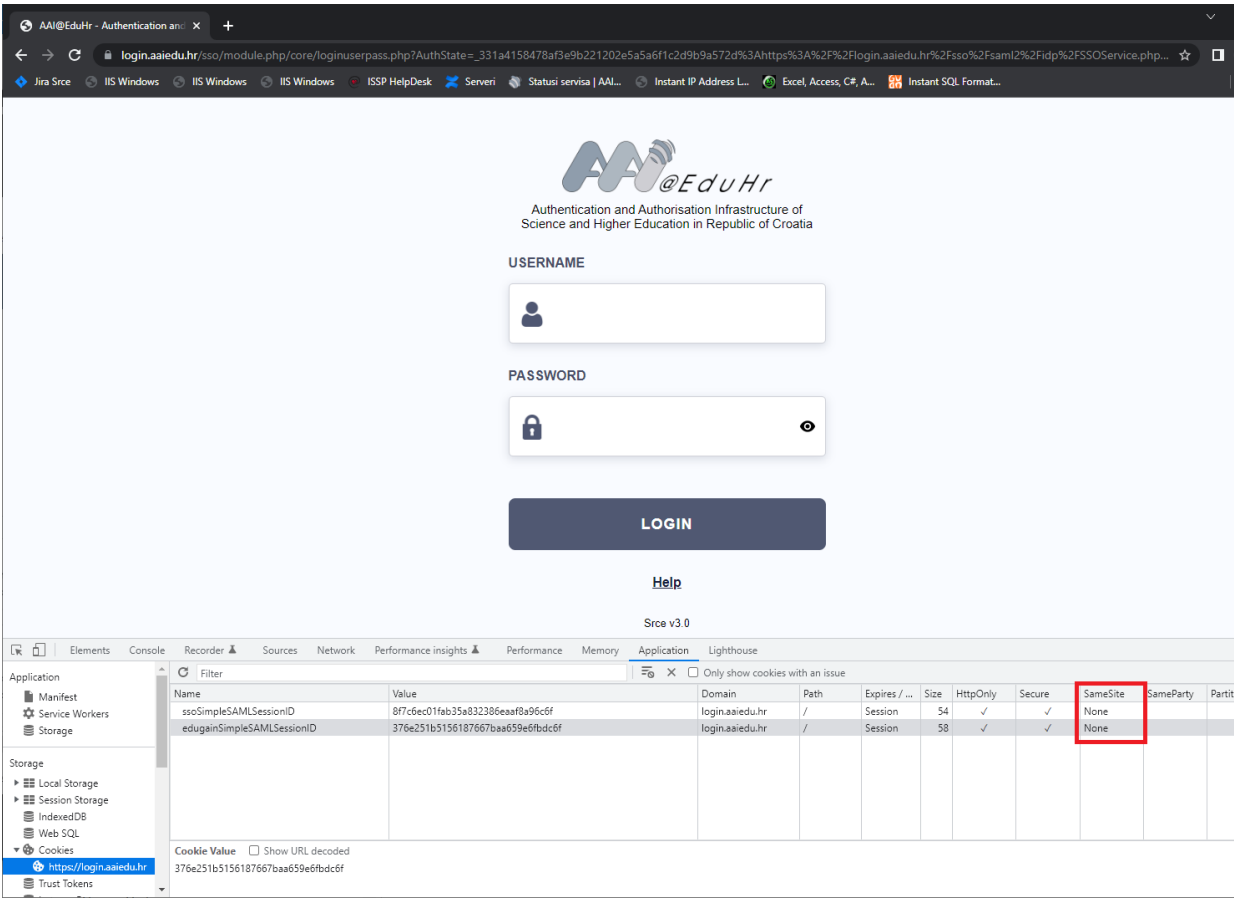 AAI@EduHr - Authentication and
login.aaiedu.hr/sso/module.php/core/loginuserpass.php?AuthState=_331a4158478af3e9b221202e5a5a6f1c2d9b9a572d%3Ahttps%3A%2F%2Flogin.aaiedu.hr%2Fsso%2Fsaml2%2Fidp%2FSSOService.php...
Jira Srce IIS Windows IIS Windows IIS Windows ISSP HelpDesk Serveri Statusi servisa | AAI... Instant IP Address L... Excel, Access, C#, A... Instant SQL Format...
AAI@EduHr
Authentication and Authorisation Infrastructure of
Science and Higher Education in Republic of Croatia
USERNAME
PASSWORD
LOGIN
Help
Srce v3.0
Elements Console Recorder Sources Network Performance insights Performance Memory Application Lighthouse
Application
Manifest
Service Workers
Storage
Storage
Local Storage
Session Storage
IndexedDB
Web SQL
Cookies
https://login.aaiedu.hr
Trust Tokens
Filter Only show cookies with an issue
Name Value Domain Path Expires / ... Size HttpOnly Secure SameSite SameParty Partit
ssoSimpleSAMLSessionID 8f7c6ec01fab35a832386eaaf8a96c6f login.aaiedu.hr / Session 54 ✓ ✓ None
edugainSimpleSAMLSessionID 376e251b5156187667baa659e6fbdc6f login.aaiedu.hr / Session 58 ✓ ✓ None
Cookie Value Show URL decoded
376e251b5156187667baa659e6fbdc6f